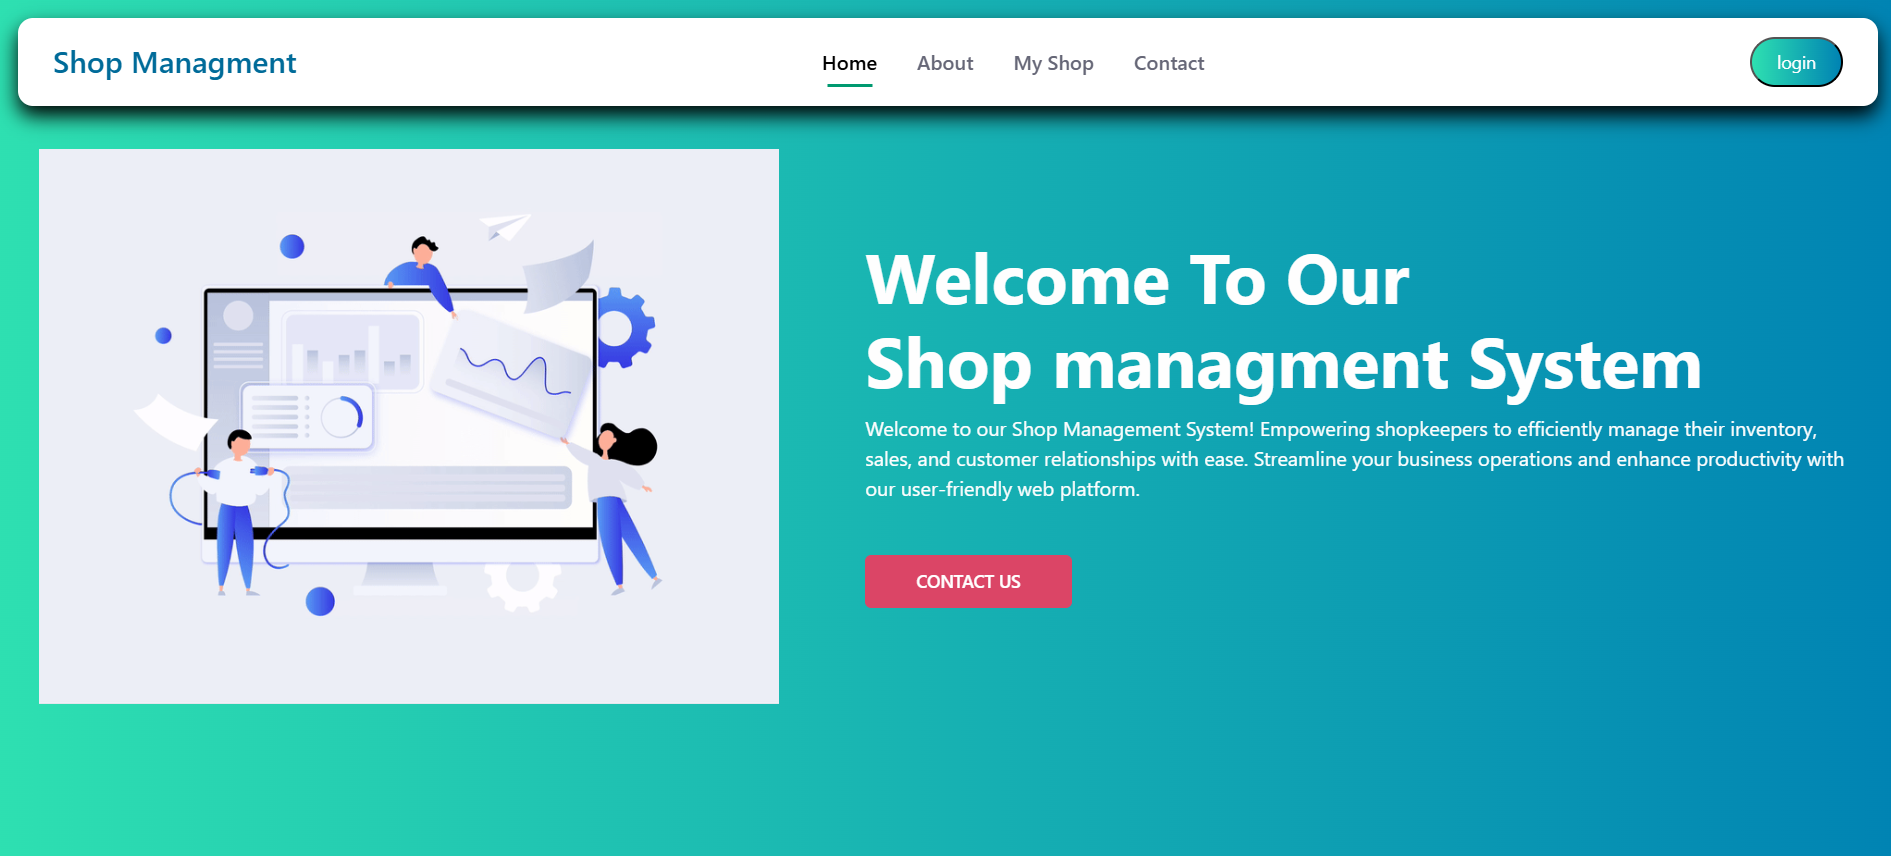 Shop Managment
Home
About
My Shop
Contact
login
Welcome To Our
Shop managment System
Welcome to our Shop Management System! Empowering shopkeepers to efficiently manage their inventory,
sales, and customer relationships with ease. Streamline your business operations and enhance productivity with
our user-friendly web platform.
CONTACT US